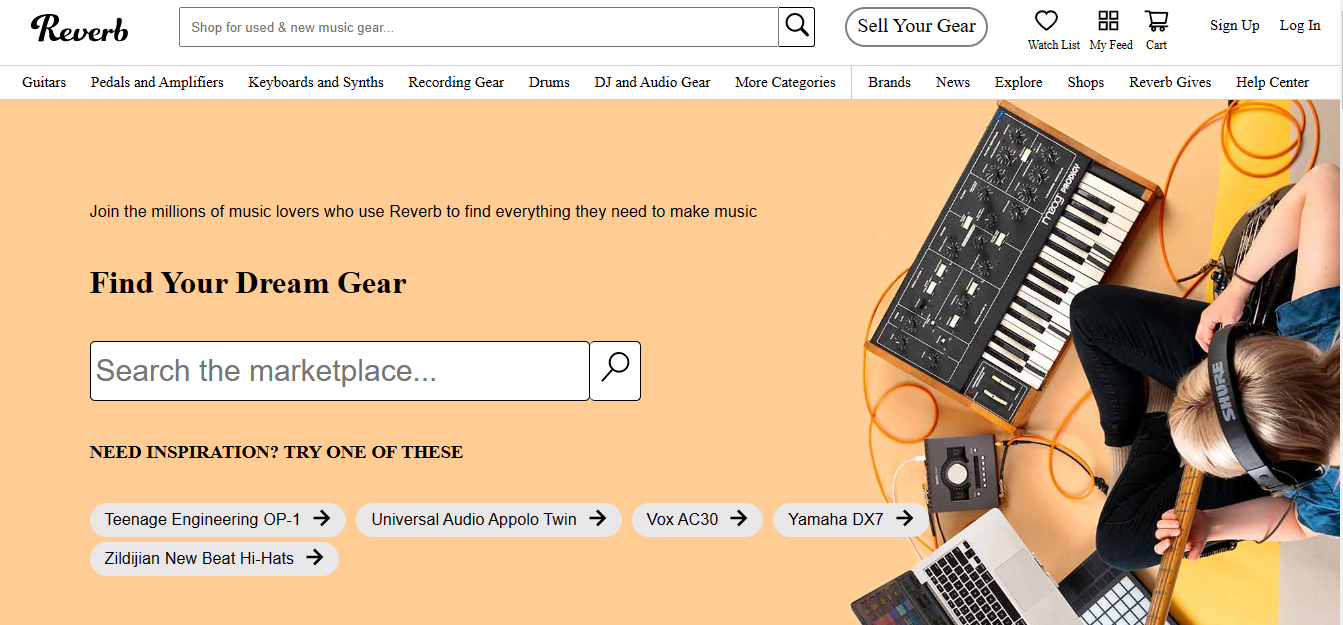 Reverb
Shop for used & new music gear...
Sell Your Gear
Watch List
My Feed
Cart
Sign Up
Log In
Guitars
Pedals and Amplifiers
Keyboards and Synths
Recording Gear
Drums
DJ and Audio Gear
More Categories
Brands
News
Explore
Shops
Reverb Gives
Help Center
Join the millions of music lovers who use Reverb to find everything they need to make music
Find Your Dream Gear
Search the marketplace...
NEED INSPIRATION? TRY ONE OF THESE
Teenage Engineering OP-1
Universal Audio Appolo Twin
Vox AC30
Yamaha DX7
Zildijian New Beat Hi-Hats
moog PRODIGY
SHURE